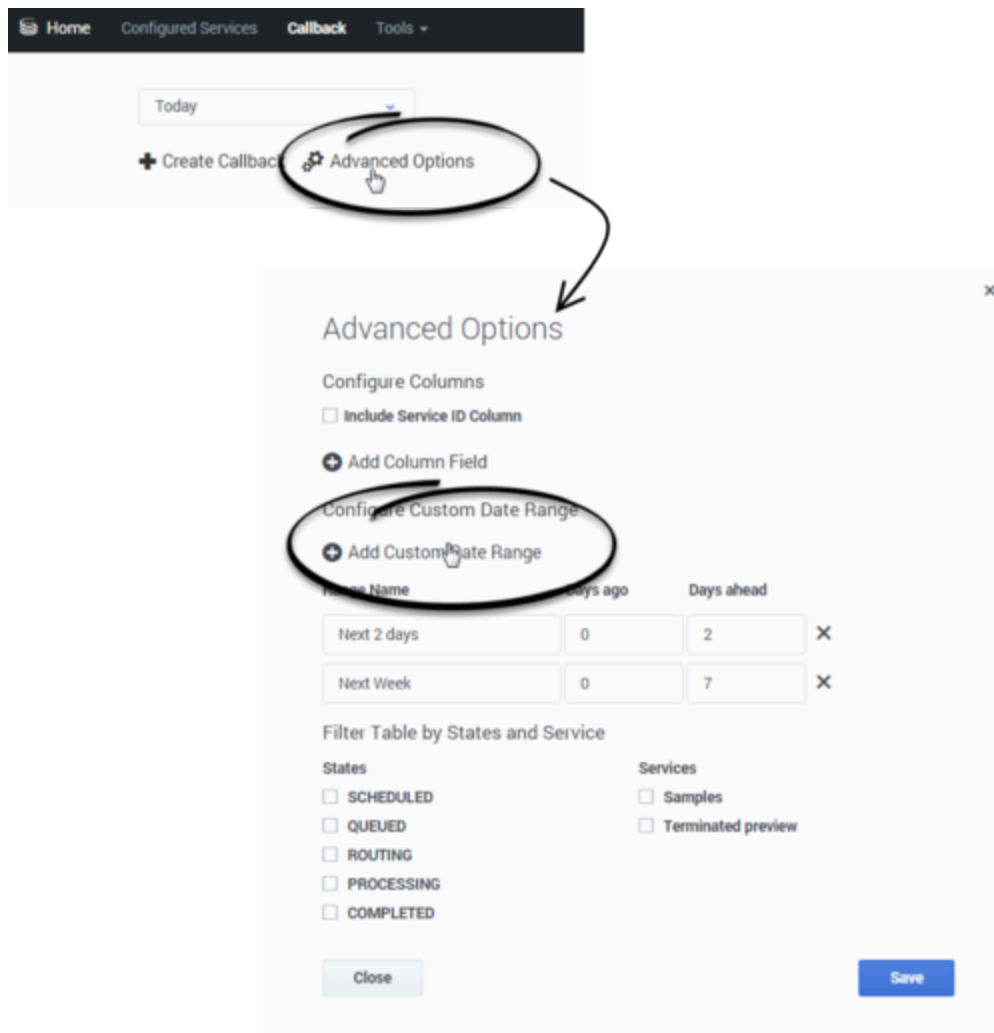 Home Configured Services Callback Tools
Today
Create Callback Advanced Options
×
Advanced Options
Configure Columns
Include Service ID Column
Add Column Field
Configure Custom Date Range
Add Custom Date Range
Range Name Days ago Days ahead
Next 2 days 0 2
Next Week 0 7
Filter Table by States and Service
States Services
SCHEDULED Samples
QUEUED Terminated preview
ROUTING
PROCESSING
COMPLETED
Close Save